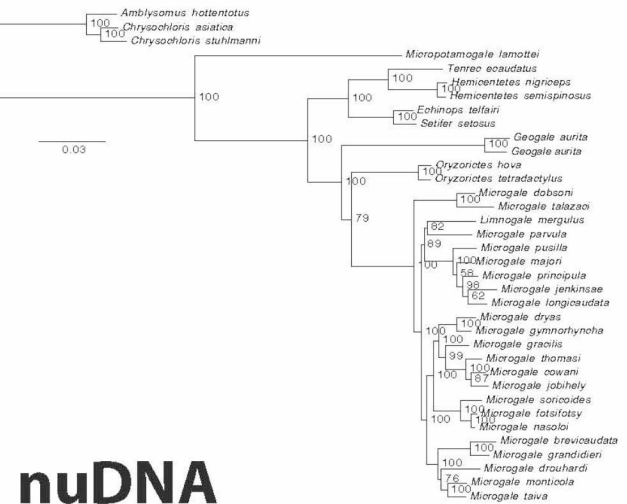 Amblysomus hottentotus
100
Chrysochloris asiatica
100
Chrysochloris stuhlmanni
Micropotamogale lamottei
Tenrec ecaudatus
100
Hemicentetes nigriceps
100
100
Hemicentetes semispinosus
100
Echinops telfairi
100
Setifer setosus
100
Geogale aurita
0.03
100
Geogale aurita
Oryzorictes hova
100
100
Oryzorictes tetradactylus
Microgale dobsoni
100
Microgale talazaci
79
Limnogale mergulus
82
Microgale parvula
89
Microgale pusilla
100
100
Microgale majori
58
Microgale principula
98
Microgale jenkinsae
62
Microgale longicaudata
Microgale dryas
100
100
Microgale gymnorhyncha
100
Microgale gracilis
99
Microgale thomasi
100
100
Microgale cowani
87
Microgale jobihely
Microgale soricoides
100
Microgale fotsifotsy
100
100
Microgale nasoloi
Microgale brevicaudata
100
Microgale grandidieri
100
Microgale drouhardi
76
Microgale monticola
100
Microgale taiva
nuDNA